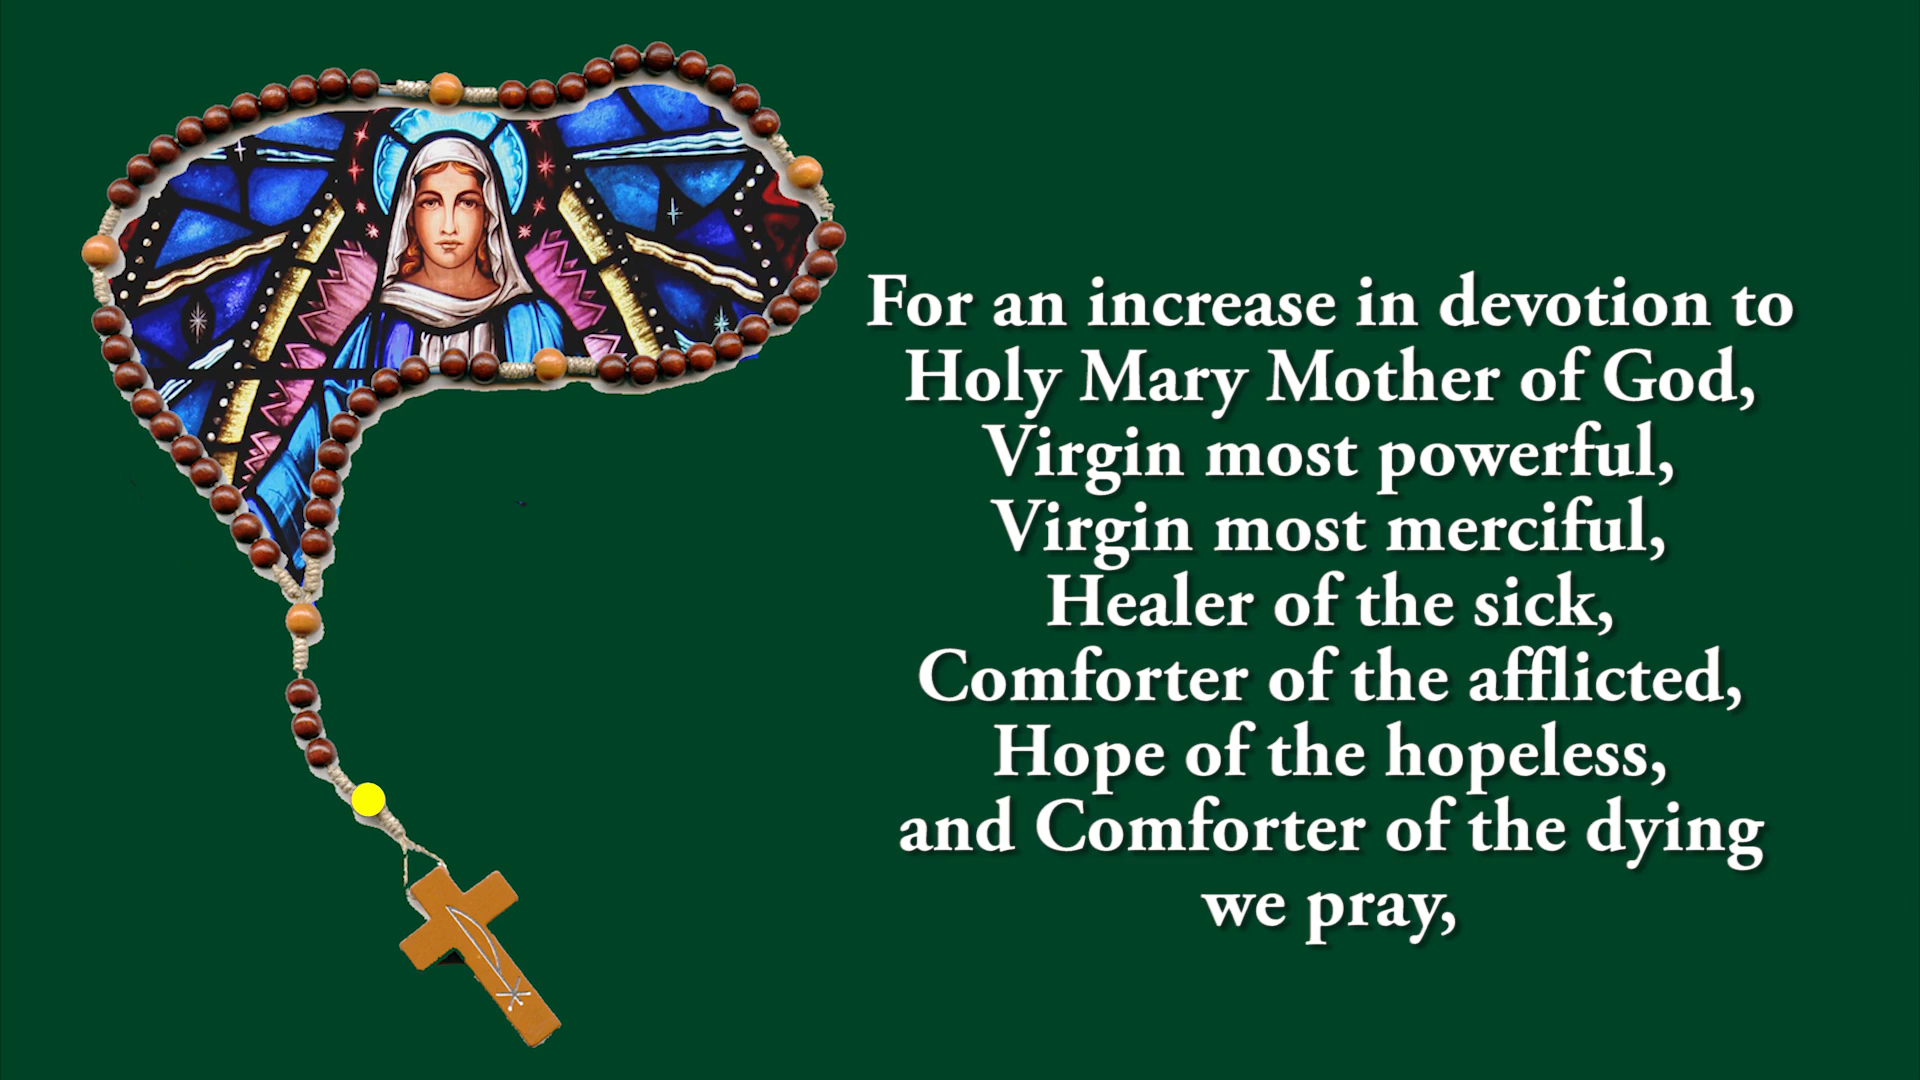 For an increase in devotion to
Holy Mary Mother of God,
Virgin most powerful,
Virgin most merciful,
Healer of the sick,
Comforter of the afflicted,
Hope of the hopeless,
and Comforter of the dying
we pray,